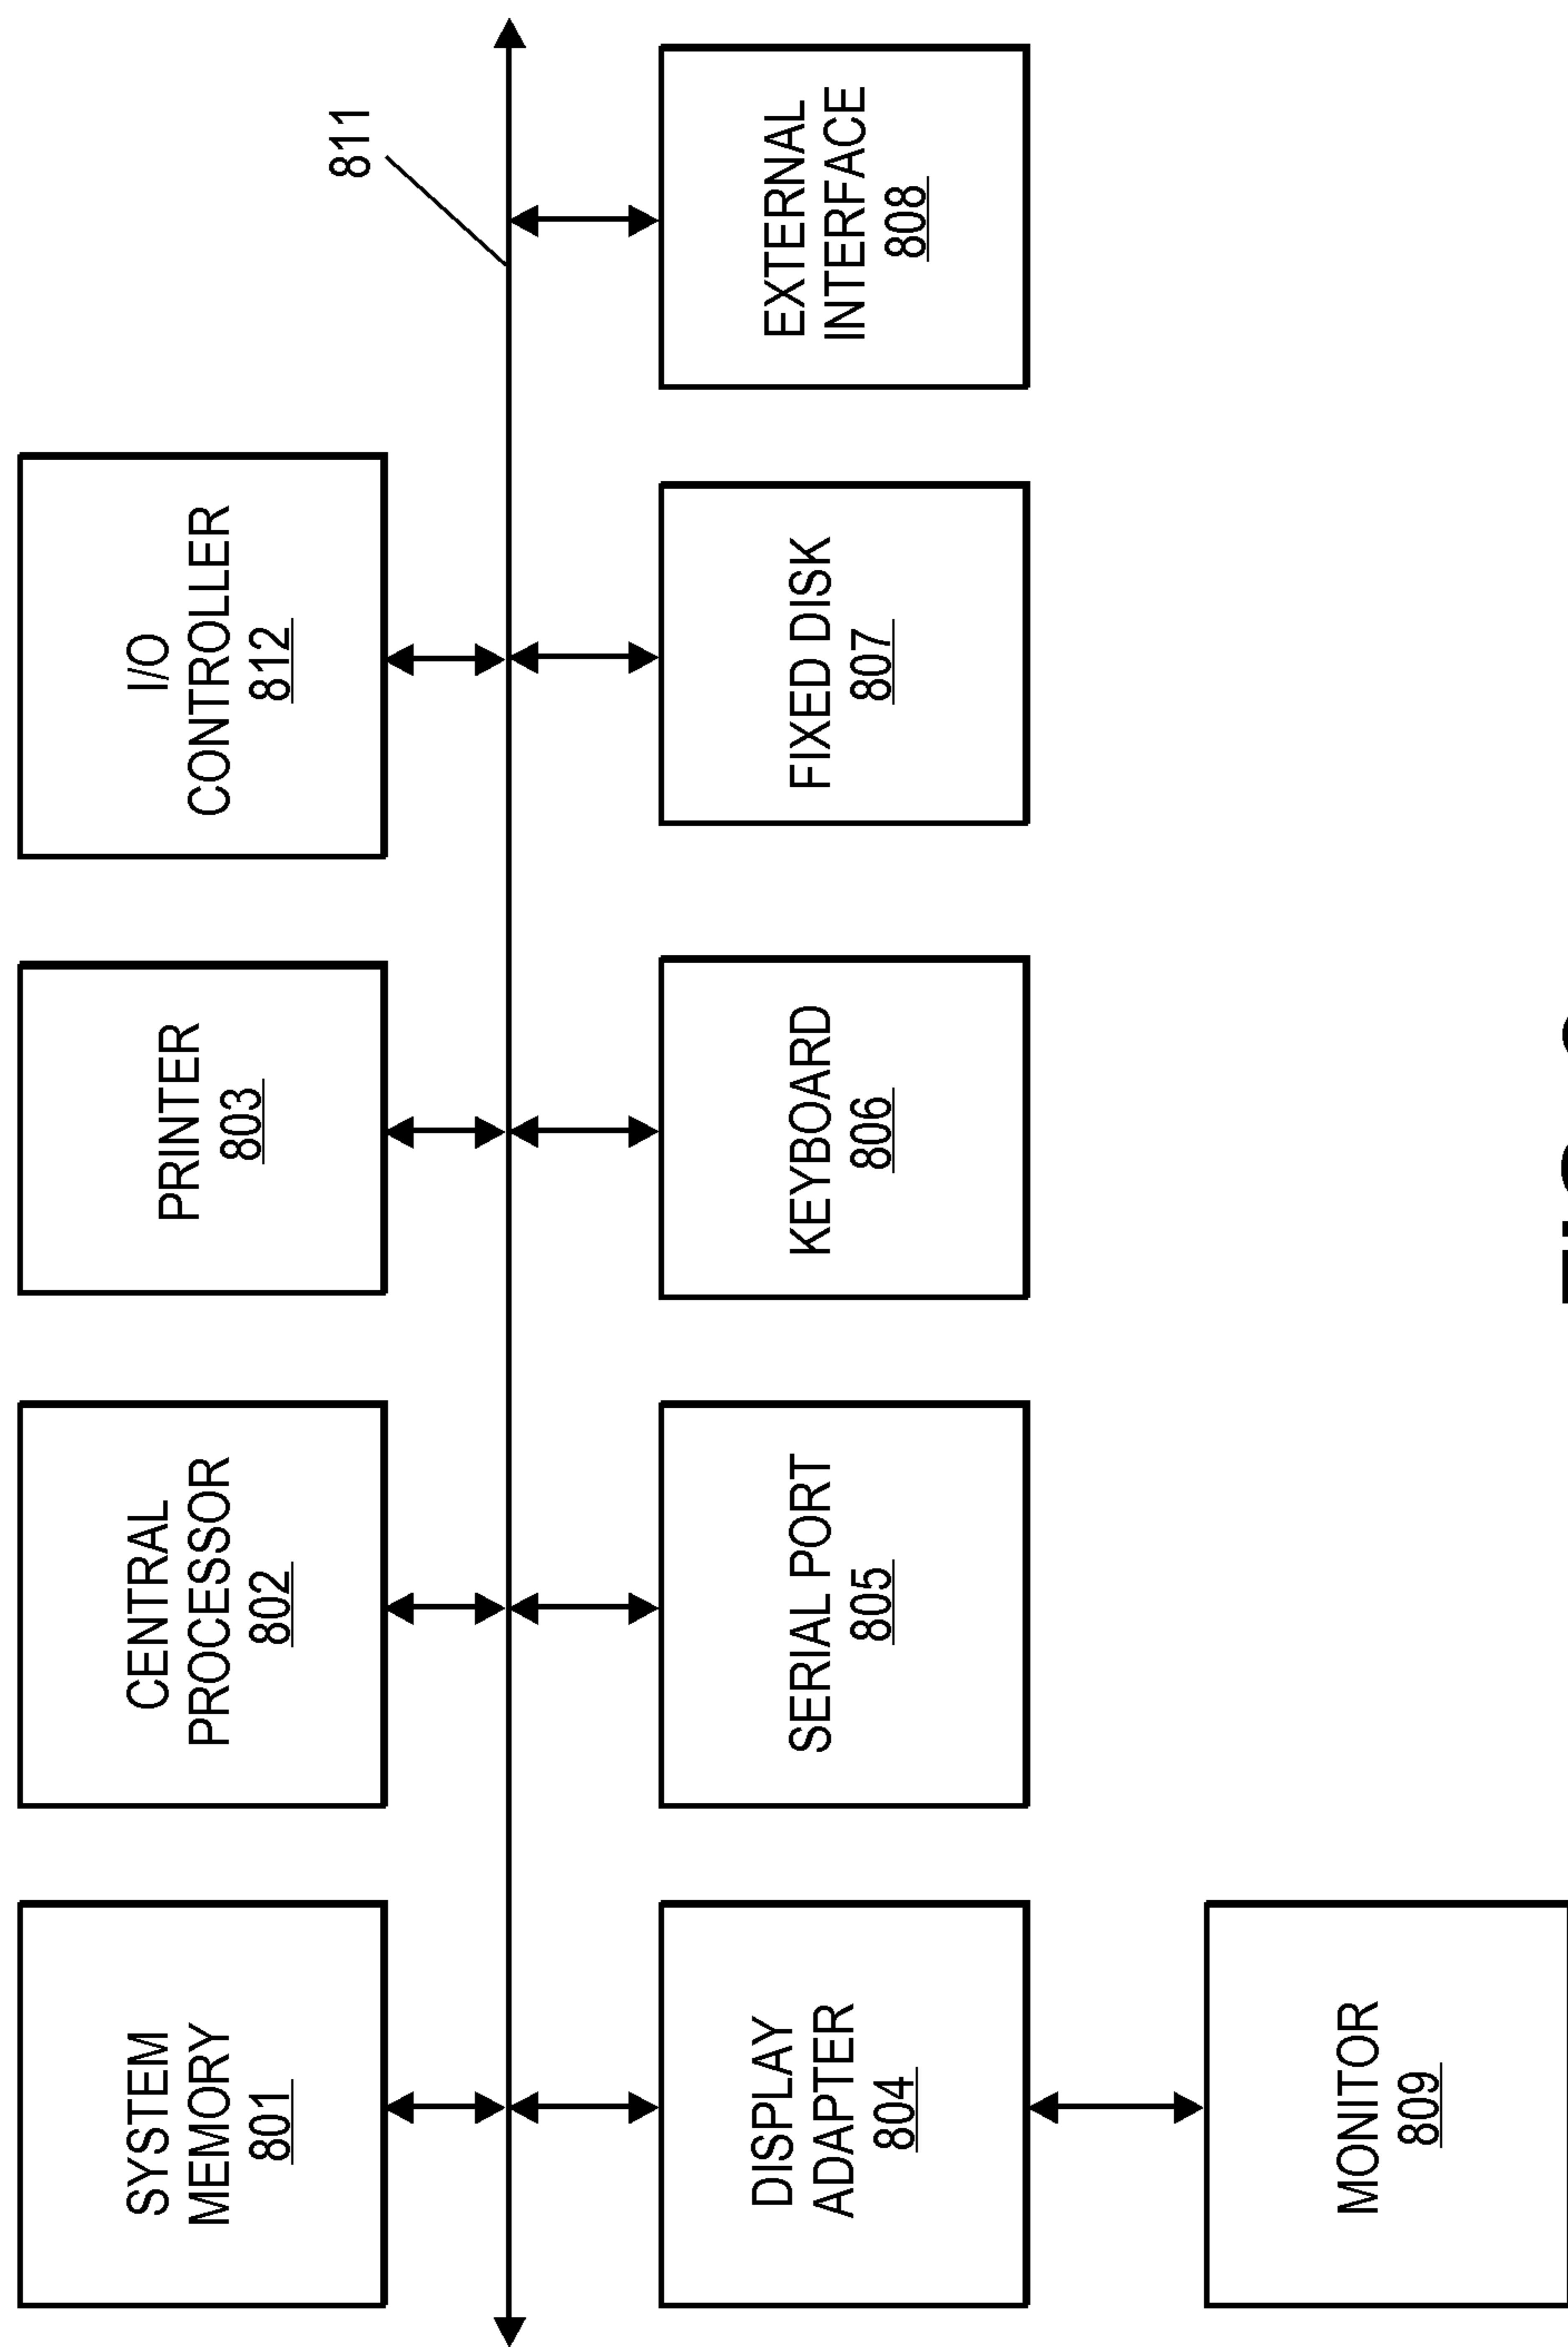 SYSTEM
MEMORY
801
CENTRAL
PROCESSOR
802
PRINTER
803
I/O
CONTROLLER
812
811
DISPLAY
ADAPTER
804
SERIAL PORT
805
KEYBOARD
806
FIXED DISK
807
EXTERNAL
INTERFACE
808
MONITOR
809